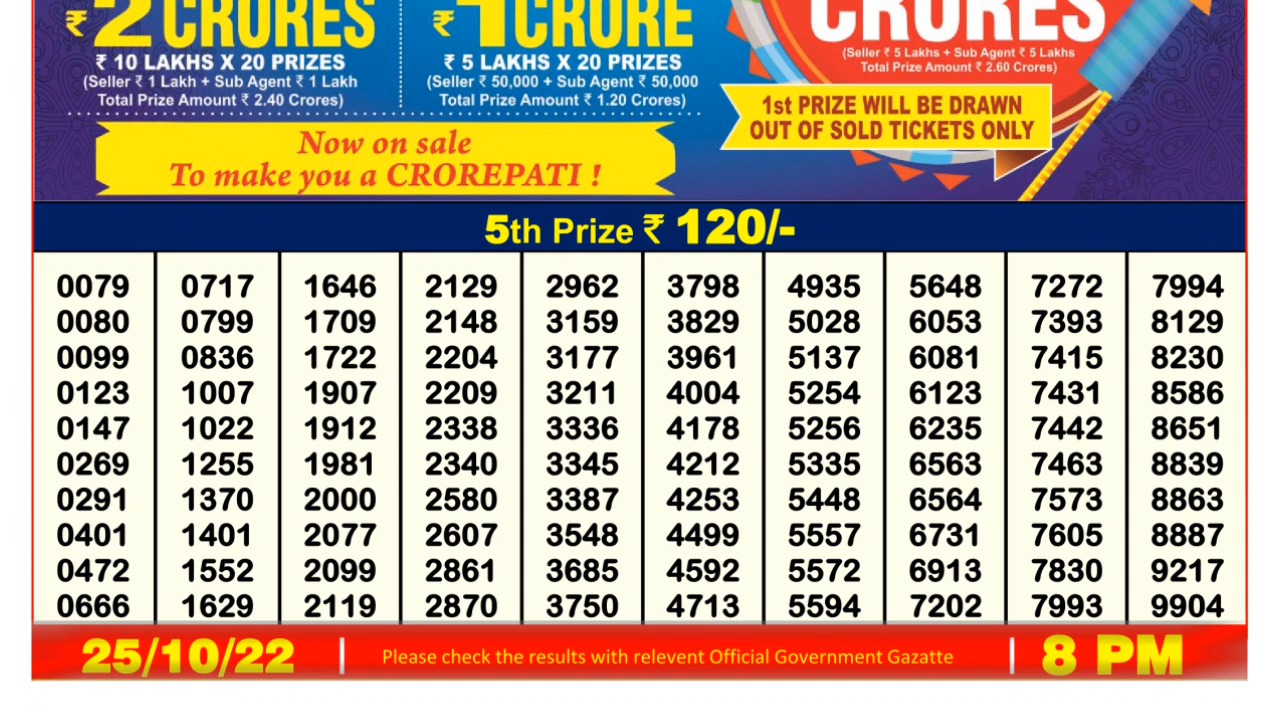 ₹ 2 CRORES
₹ 10 LAKHS X 20 PRIZES
(Seller ₹ 1 Lakh + Sub Agent ₹ 1 Lakh
Total Prize Amount ₹ 2.40 Crores)
₹ 1 CRORE
₹ 5 LAKHS X 20 PRIZES
(Seller ₹ 50,000 + Sub Agent ₹ 50,000
Total Prize Amount ₹ 1.20 Crores)
CRORES
(Seller ₹ 5 Lakhs + Sub Agent ₹ 5 Lakhs
Total Prize Amount ₹ 2.60 Crores)
1st PRIZE WILL BE DRAWN
OUT OF SOLD TICKETS ONLY
Now on sale
To make you a CROREPATI !
5th Prize ₹ 120/-
0079 0717 1646 2129 2962 3798 4935 5648 7272 7994
0080 0799 1709 2148 3159 3829 5028 6053 7393 8129
0099 0836 1722 2204 3177 3961 5137 6081 7415 8230
0123 1007 1907 2209 3211 4004 5254 6123 7431 8586
0147 1022 1912 2338 3336 4178 5256 6235 7442 8651
0269 1255 1981 2340 3345 4212 5335 6563 7463 8839
0291 1370 2000 2580 3387 4253 5448 6564 7573 8863
0401 1401 2077 2607 3548 4499 5557 6731 7605 8887
0472 1552 2099 2861 3685 4592 5572 6913 7830 9217
0666 1629 2119 2870 3750 4713 5594 7202 7993 9904
25/10/22 | Please check the results with relevent Official Government Gazatte | 8 PM